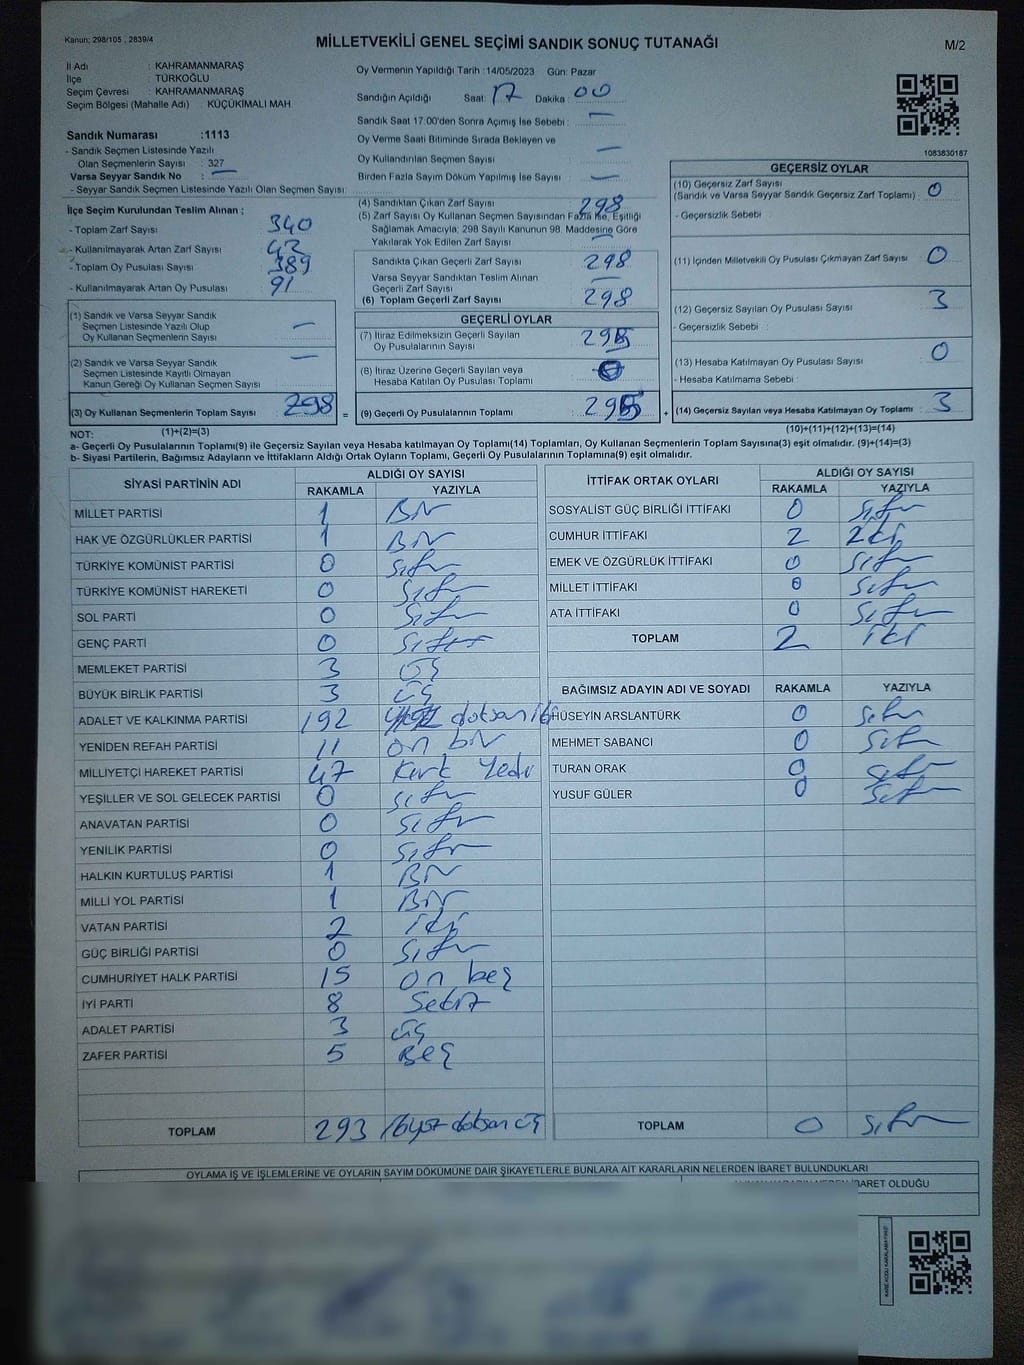 Kanun; 298/105 , 2839/4
MİLLETVEKİLİ GENEL SEÇİMİ SANDIK SONUÇ TUTANAĞI
M/2
İl Adı : KAHRAMANMARAŞ
İlçe : TÜRKOĞLU
Seçim Çevresi : KAHRAMANMARAŞ
Seçim Bölgesi (Mahalle Adı) KÜÇÜKİMALI MAH
Sandık Numarası :1113
- Sandık Seçmen Listesinde Yazılı
Olan Seçmenlerin Sayısı : 327
Varsa Seyyar Sandık No : —
- Seyyar Sandık Seçmen Listesinde Yazılı Olan Seçmen Sayısı:
Oy Vermenin Yapıldığı Tarih :14/05/2023 Gün: Pazar
Sandığın Açıldığı Saat: 17 Dakika : 00
Sandık Saat 17:00'den Sonra Açımış İse Sebebi : —
Oy Verme Saati Bitiminde Sırada Bekleyen ve
Oy Kullandırılan Seçmen Sayısı : —
Birden Fazla Sayım Döküm Yapılmış İse Sayısı : —
1083830187
İlçe Seçim Kurulundan Teslim Alınan ;
- Toplam Zarf Sayısı : 340
- Kullanılmayarak Artan Zarf Sayısı : 42
- Toplam Oy Pusulası Sayısı : 389
- Kullanılmayarak Artan Oy Pusulası : 91
(4) Sandıktan Çıkan Zarf Sayısı : 298
(5) Zarf Sayısı Oy Kullanan Seçmen Sayısından Fazla İse, Eşitliği
Sağlamak Amacıyla; 298 Sayılı Kanunun 98. Maddesine Göre
Yakılarak Yok Edilen Zarf Sayısı : —
Sandıkta Çıkan Geçerli Zarf Sayısı : 298
Varsa Seyyar Sandıktan Teslim Alınan
Geçerli Zarf Sayısı : —
(6) Toplam Geçerli Zarf Sayısı : 298
(1) Sandık ve Varsa Seyyar Sandık
Seçmen Listesinde Yazılı Olup
Oy Kullanan Seçmenlerin Sayısı : —
(2) Sandık ve Varsa Seyyar Sandık
Seçmen Listesinde Kayıtlı Olmayan
Kanun Gereği Oy Kullanan Seçmen Sayısı : —
(3) Oy Kullanan Seçmenlerin Toplam Sayısı : 298 =
(1)+(2)=(3)
GEÇERLİ OYLAR
(7) İtiraz Edilmeksizin Geçerli Sayılan
Oy Pusulalarının Sayısı : 295
(8) İtiraz Üzerine Geçerli Sayılan veya
Hesaba Katılan Oy Pusulası Toplamı : 0
(9) Geçerli Oy Pusulalarının Toplamı : 295 +
GEÇERSİZ OYLAR
(10) Geçersiz Zarf Sayısı
(Sandık ve Varsa Seyyar Sandık Geçersiz Zarf Toplamı) : 0
- Geçersizlik Sebebi :
(11) İçinden Milletvekili Oy Pusulası Çıkmayan Zarf Sayısı : 0
(12) Geçersiz Sayılan Oy Pusulası Sayısı : 3
- Geçersizlik Sebebi :
(13) Hesaba Katılmayan Oy Pusulası Sayısı : 0
- Hesaba Katılmama Sebebi :
(14) Geçersiz Sayılan veya Hesaba Katılmayan Oy Toplamı : 3
(10)+(11)+(12)+(13)=(14)
NOT:
a- Geçerli Oy Pusulalarının Toplamı(9) ile Geçersiz Sayılan veya Hesaba katılmayan Oy Toplamı(14) Toplamları, Oy Kullanan Seçmenlerin Toplam Sayısına(3) eşit olmalıdır. (9)+(14)=(3)
b- Siyasi Partilerin, Bağımsız Adayların ve İttifakların Aldığı Ortak Oyların Toplamı, Geçerli Oy Pusulalarının Toplamına(9) eşit olmalıdır.
SİYASİ PARTİNİN ADI ALDIĞI OY SAYISI
RAKAMLA YAZIYLA
MİLLET PARTİSİ 1 Bir
HAK VE ÖZGÜRLÜKLER PARTİSİ 1 Bir
TÜRKİYE KOMÜNİST PARTİSİ 0 sıfır
TÜRKİYE KOMÜNİST HAREKETİ 0 sıfır
SOL PARTİ 0 sıfır
GENÇ PARTİ 0 sıfır
MEMLEKET PARTİSİ 3 üç
BÜYÜK BİRLİK PARTİSİ 3 üç
ADALET VE KALKINMA PARTİSİ 192 doksan iki
YENİDEN REFAH PARTİSİ 11 on bir
MİLLİYETÇİ HAREKET PARTİSİ 47 Kırk Yedi
YEŞİLLER VE SOL GELECEK PARTİSİ 0 sıfır
ANAVATAN PARTİSİ 0 sıfır
YENİLİK PARTİSİ 0 sıfır
HALKIN KURTULUŞ PARTİSİ 1 Bir
MİLLİ YOL PARTİSİ 1 Bir
VATAN PARTİSİ 2 iki
GÜÇ BİRLİĞİ PARTİSİ 0 sıfır
CUMHURİYET HALK PARTİSİ 15 on beş
İYİ PARTİ 8 Sekiz
ADALET PARTİSİ 3 üç
ZAFER PARTİSİ 5 Beş
TOPLAM 293 ikiyüz doksan üç
İTTİFAK ORTAK OYLARI ALDIĞI OY SAYISI
RAKAMLA YAZIYLA
SOSYALİST GÜÇ BİRLİĞİ İTTİFAKI 0 sıfır
CUMHUR İTTİFAKI 2 iki
EMEK VE ÖZGÜRLÜK İTTİFAKI 0 sıfır
MİLLET İTTİFAKI 0 sıfır
ATA İTTİFAKI 0 sıfır
TOPLAM 2 iki
BAĞIMSIZ ADAYIN ADI VE SOYADI RAKAMLA YAZIYLA
HÜSEYİN ARSLANTÜRK 0 sıfır
MEHMET SABANCI 0 sıfır
TURAN ORAK 0 sıfır
YUSUF GÜLER 0 sıfır
TOPLAM 0 sıfır
OYLAMA İŞ VE İŞLEMLERİNE VE OYLARIN SAYIM DÖKÜMÜNE DAİR ŞİKAYETLERLE BUNLARA AİT KARARLARIN NELERDEN İBARET BULUNDUKLARI
İBARET OLDUĞU